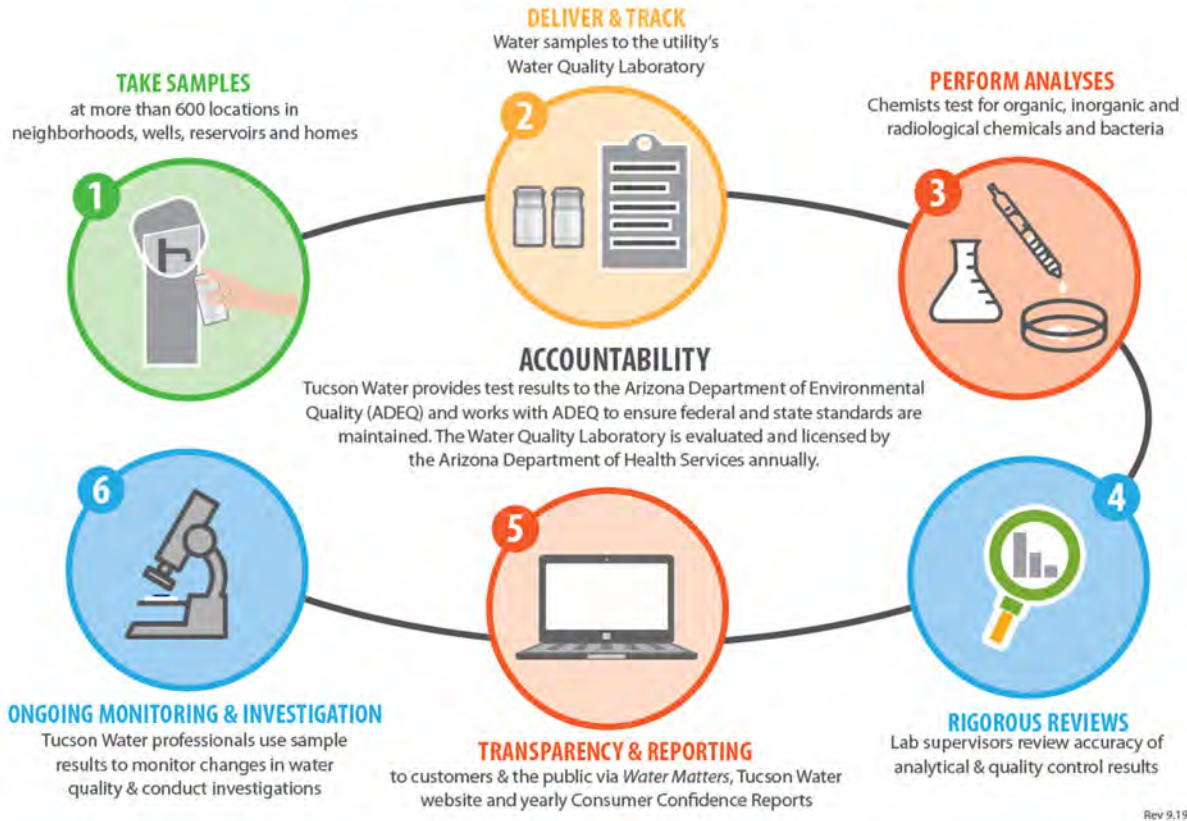 TAKE SAMPLES
at more than 600 locations in
neighborhoods, wells, reservoirs and homes
1
DELIVER & TRACK
Water samples to the utility's
Water Quality Laboratory
2
PERFORM ANALYSES
Chemists test for organic, inorganic and
radiological chemicals and bacteria
3
ACCOUNTABILITY
Tucson Water provides test results to the Arizona Department of Environmental
Quality (ADEQ) and works with ADEQ to ensure federal and state standards are
maintained. The Water Quality Laboratory is evaluated and licensed by
the Arizona Department of Health Services annually.
4
RIGOROUS REVIEWS
Lab supervisors review accuracy of
analytical & quality control results
5
TRANSPARENCY & REPORTING
to customers & the public via Water Matters, Tucson Water
website and yearly Consumer Confidence Reports
6
ONGOING MONITORING & INVESTIGATION
Tucson Water professionals use sample
results to monitor changes in water
quality & conduct investigations
Rev 9.19